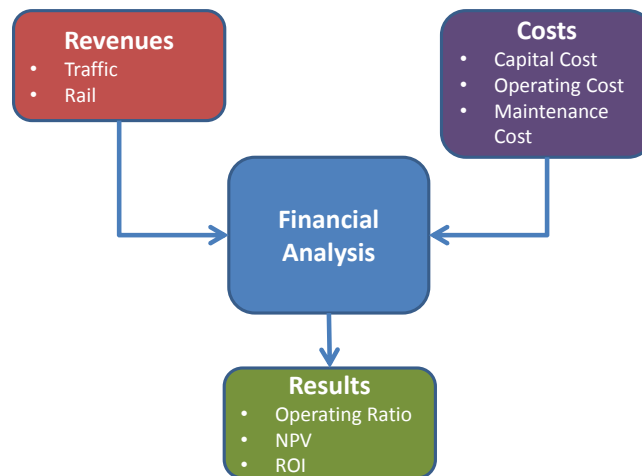 Revenues
• Traffic
• Rail
Costs
• Capital Cost
• Operating Cost
• Maintenance
Cost
Financial
Analysis
Results
• Operating Ratio
• NPV
• ROI